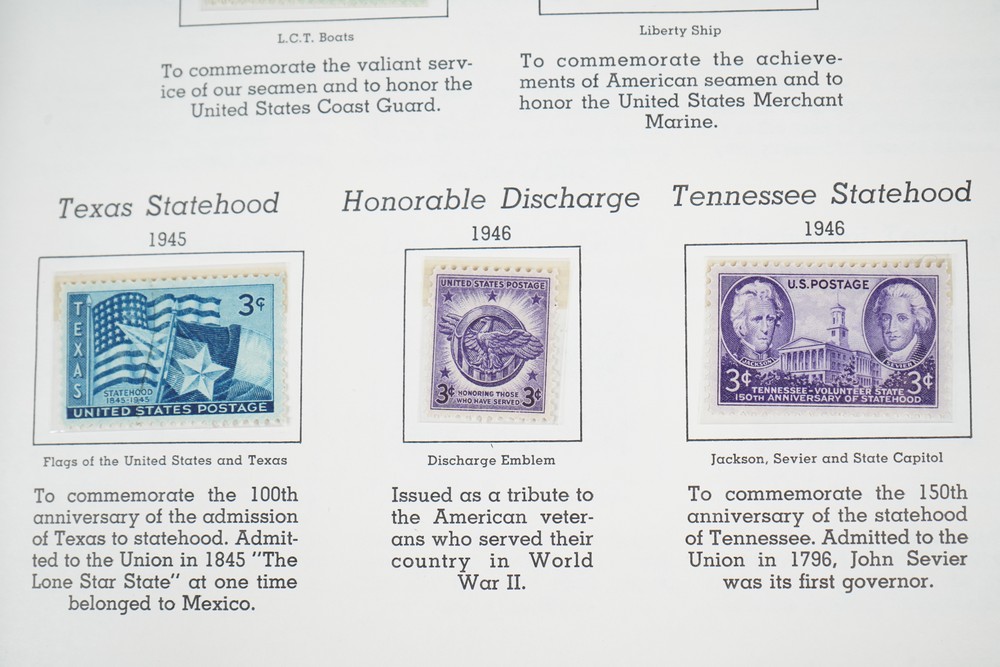 L.C.T. Boats
To commemorate the valiant serv-
ice of our seamen and to honor the
United States Coast Guard.
Liberty Ship
To commemorate the achieve-
ments of American seamen and to
honor the United States Merchant
Marine.
Texas Statehood
1945
TEXAS
3¢
STATEHOOD
1845-1945
UNITED STATES POSTAGE
Flags of the United States and Texas
To commemorate the 100th
anniversary of the admission
of Texas to statehood. Admit-
ted to the Union in 1845 "The
Lone Star State" at one time
belonged to Mexico.
Honorable Discharge
1946
UNITED STATES POSTAGE
3¢ HONORING THOSE 3¢
WHO HAVE SERVED
Discharge Emblem
Issued as a tribute to
the American veter-
ans who served their
country in World
War II.
Tennessee Statehood
1946
U.S. POSTAGE
JACKSON
SEVIER
3¢ 3¢
TENNESSEE-VOLUNTEER STATE
150TH ANNIVERSARY OF STATEHOOD
Jackson, Sevier and State Capitol
To commemorate the 150th
anniversary of the statehood
of Tennessee. Admitted to the
Union in 1796, John Sevier
was its first governor.